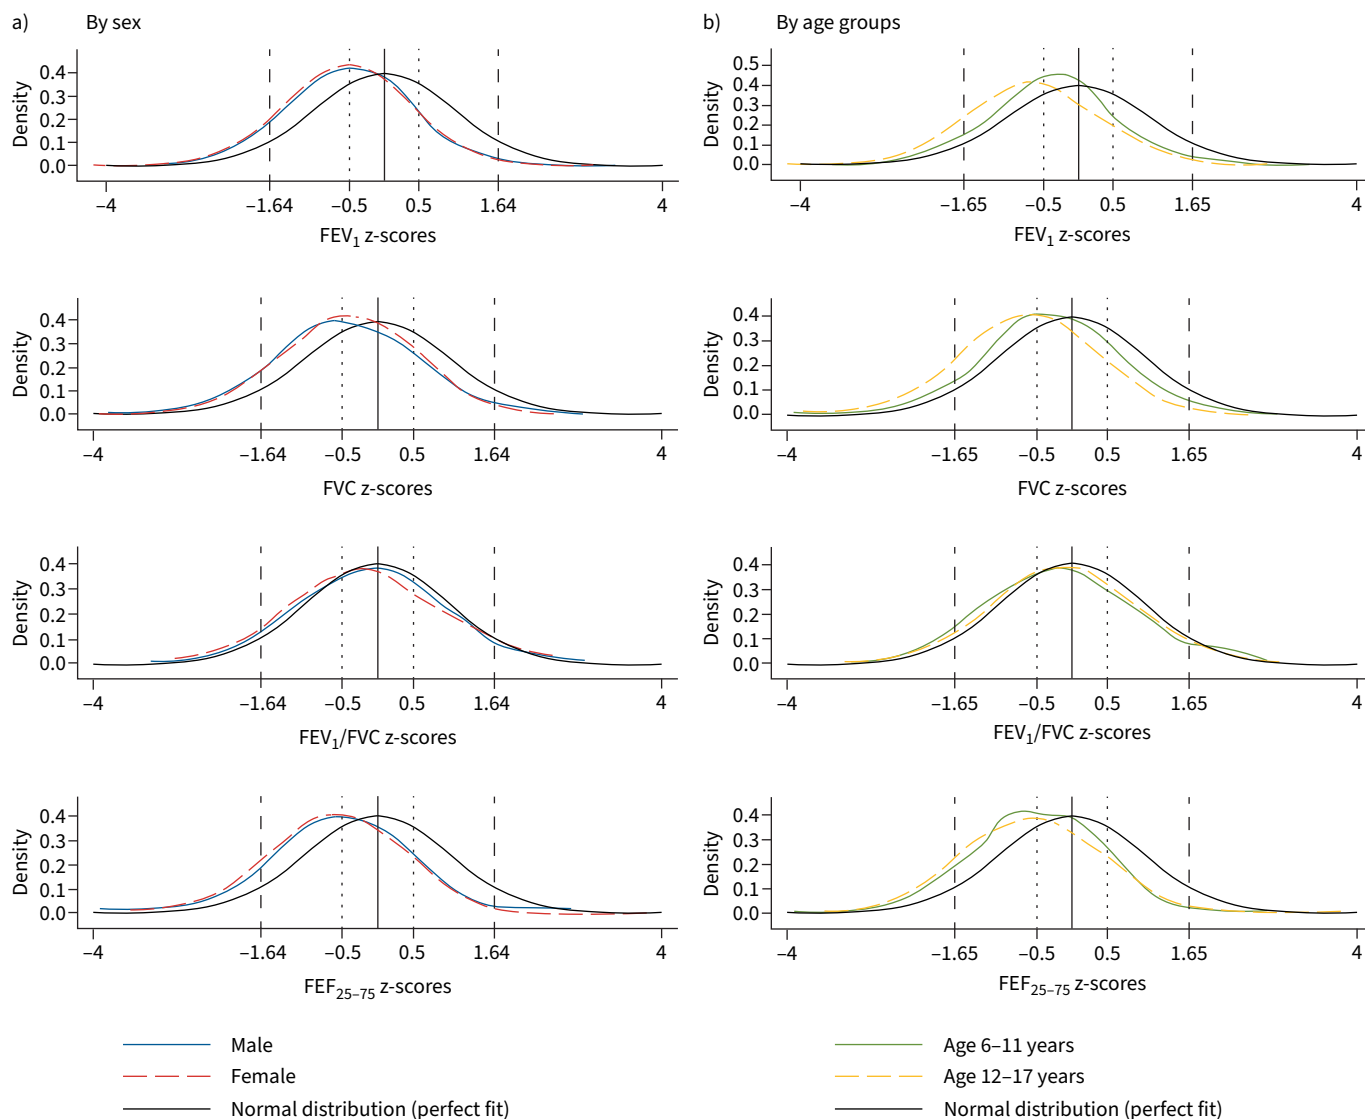 a) By sex
Density
0.4
0.3
0.2
0.1
0.0
–4 –1.64 –0.5 0.5 1.64 4
FEV1 z-scores
Density
0.4
0.3
0.2
0.1
0.0
–4 –1.64 –0.5 0.5 1.64 4
FVC z-scores
Density
0.4
0.3
0.2
0.1
0.0
–4 –1.64 –0.5 0.5 1.64 4
FEV1/FVC z-scores
Density
0.4
0.3
0.2
0.1
0.0
–4 –1.64 –0.5 0.5 1.64 4
FEF25–75 z-scores
Male
Female
Normal distribution (perfect fit)
b) By age groups
Density
0.5
0.4
0.3
0.2
0.1
0.0
–4 –1.65 –0.5 0.5 1.65 4
FEV1 z-scores
Density
0.4
0.3
0.2
0.1
0.0
–4 –1.65 –0.5 0.5 1.65 4
FVC z-scores
Density
0.4
0.3
0.2
0.1
0.0
–4 –1.65 –0.5 0.5 1.65 4
FEV1/FVC z-scores
Density
0.4
0.3
0.2
0.1
0.0
–4 –1.65 –0.5 0.5 1.65 4
FEF25–75 z-scores
Age 6–11 years
Age 12–17 years
Normal distribution (perfect fit)